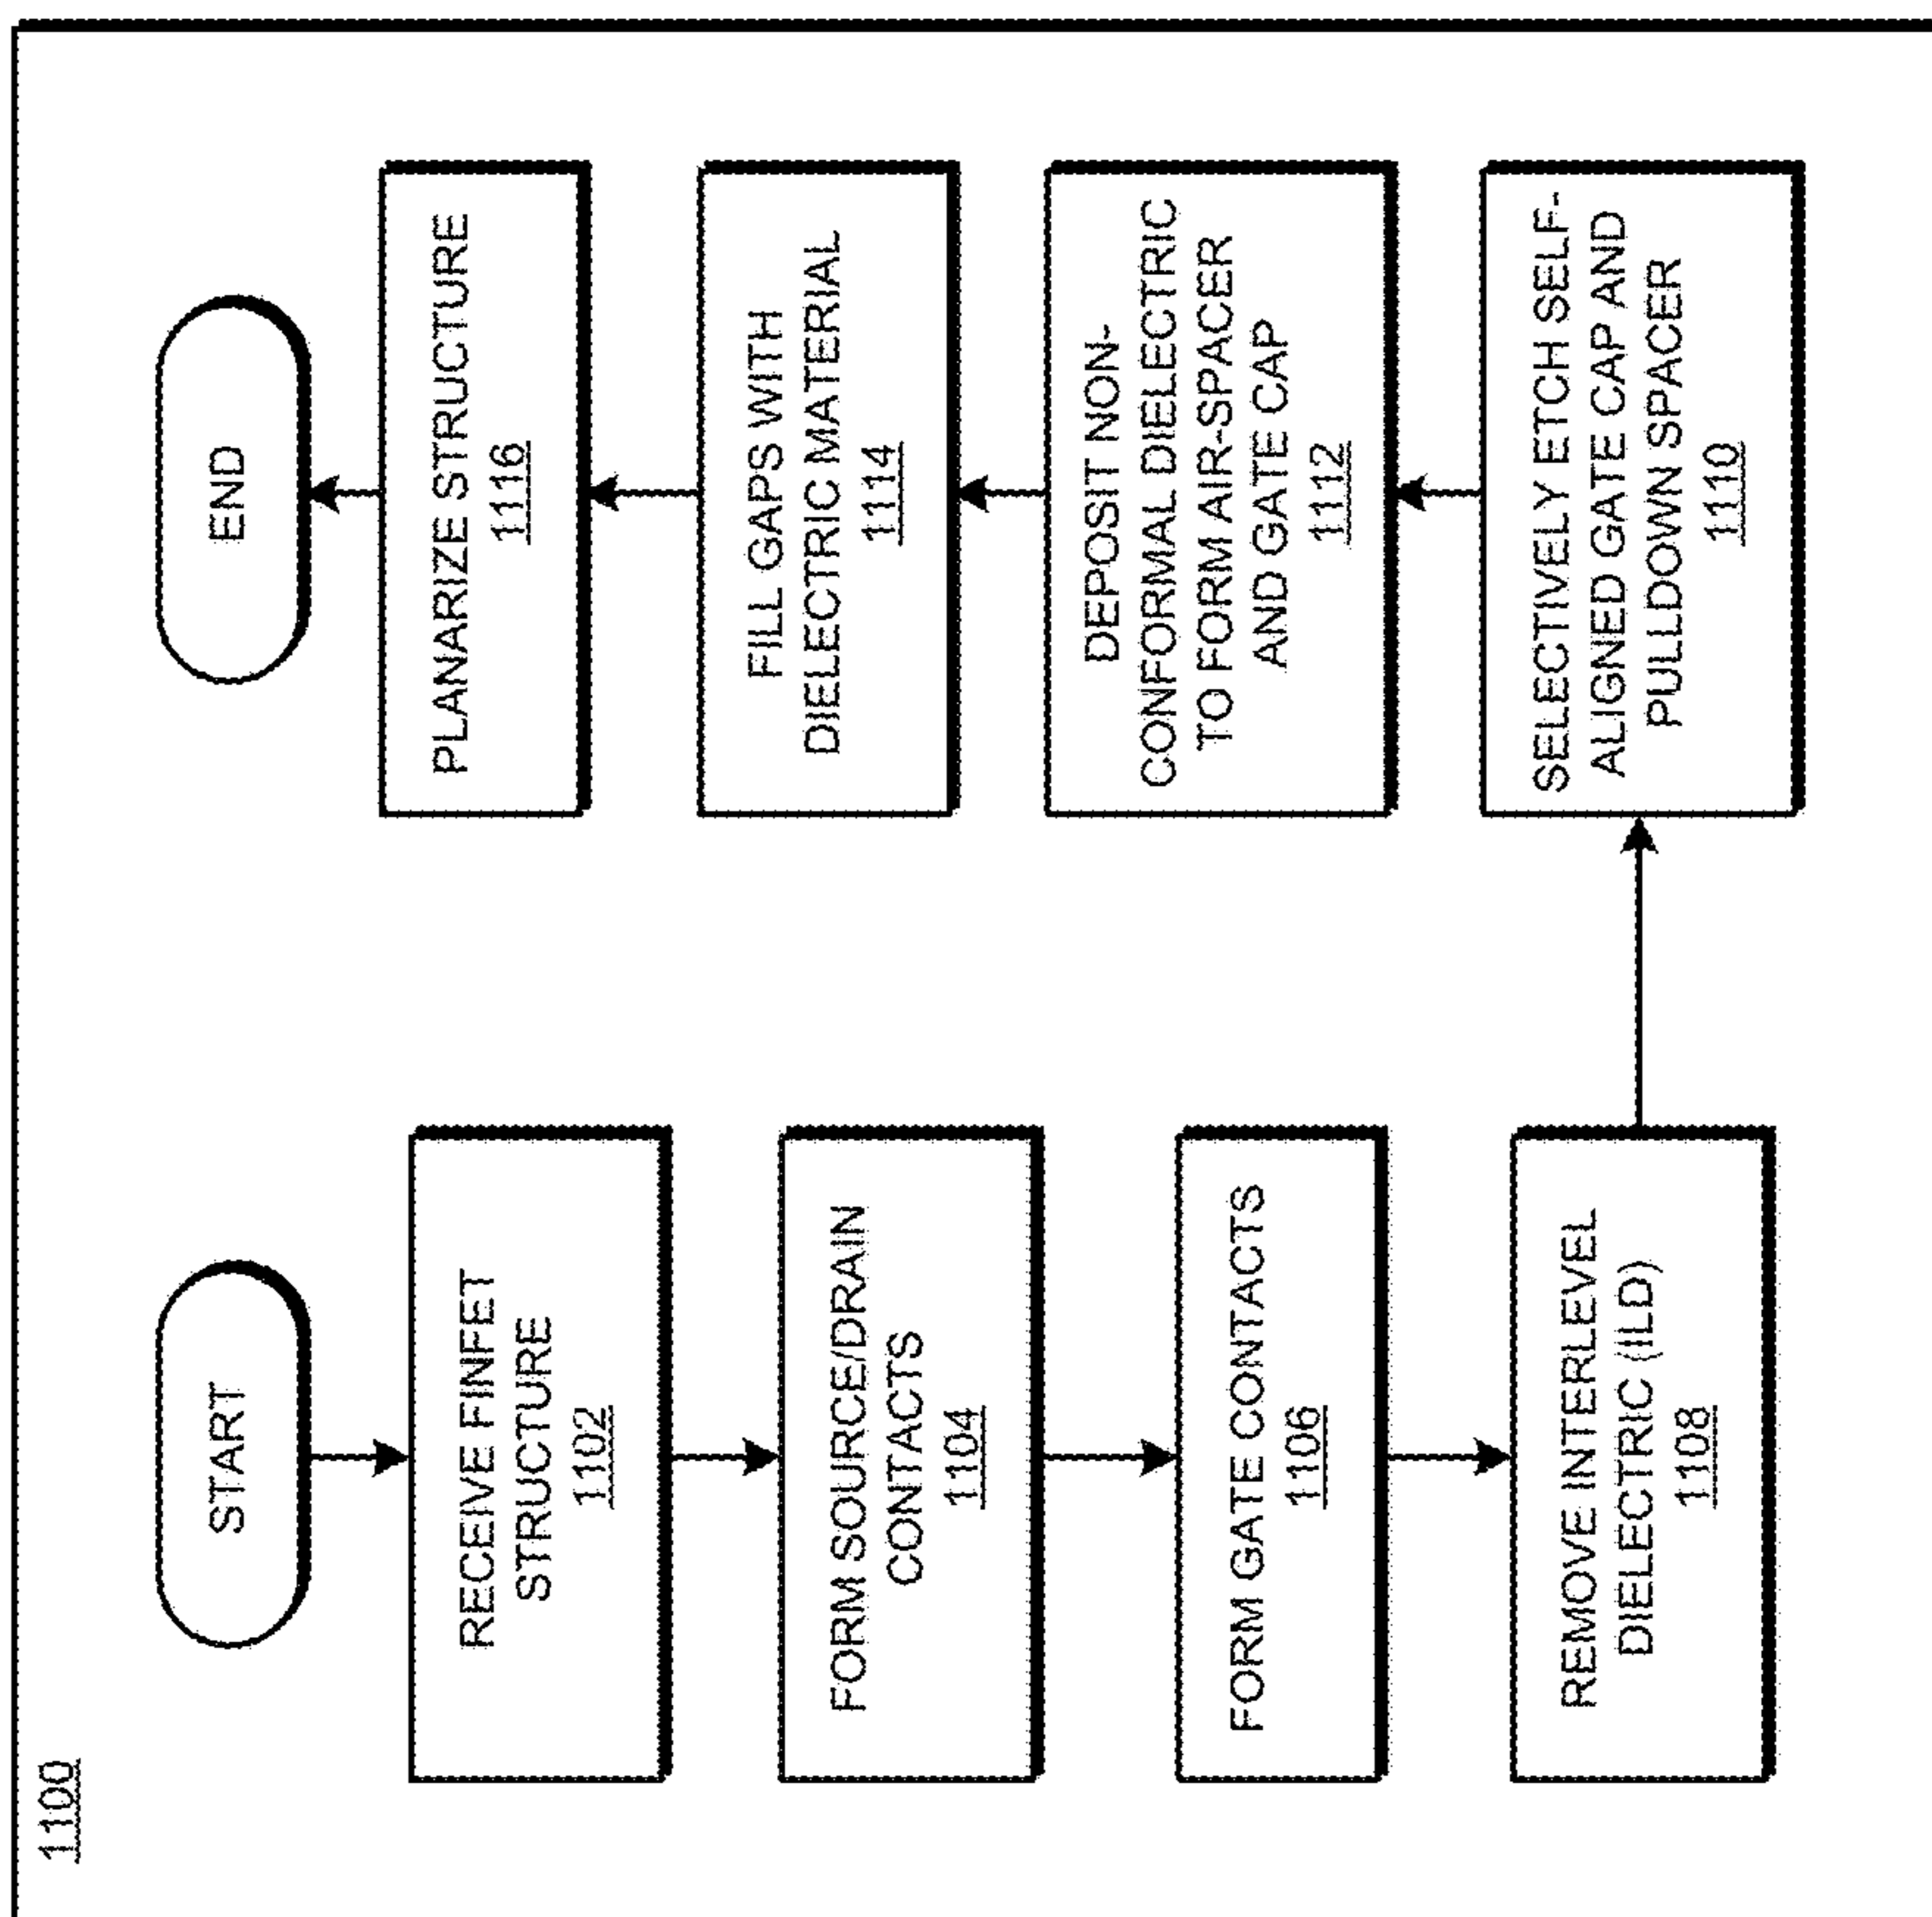 1100
START
RECEIVE FINFET
STRUCTURE
1102
FORM SOURCE/DRAIN
CONTACTS
1104
FORM GATE CONTACTS
1106
REMOVE INTERLEVEL
DIELECTRIC (ILD)
1108
SELECTIVELY ETCH SELF-
ALIGNED GATE CAP AND
PULLDOWN SPACER
1110
DEPOSIT NON-
CONFORMAL DIELECTRIC
TO FORM AIR-SPACER
AND GATE CAP
1112
FILL GAPS WITH
DIELECTRIC MATERIAL
1114
PLANARIZE STRUCTURE
1116
END